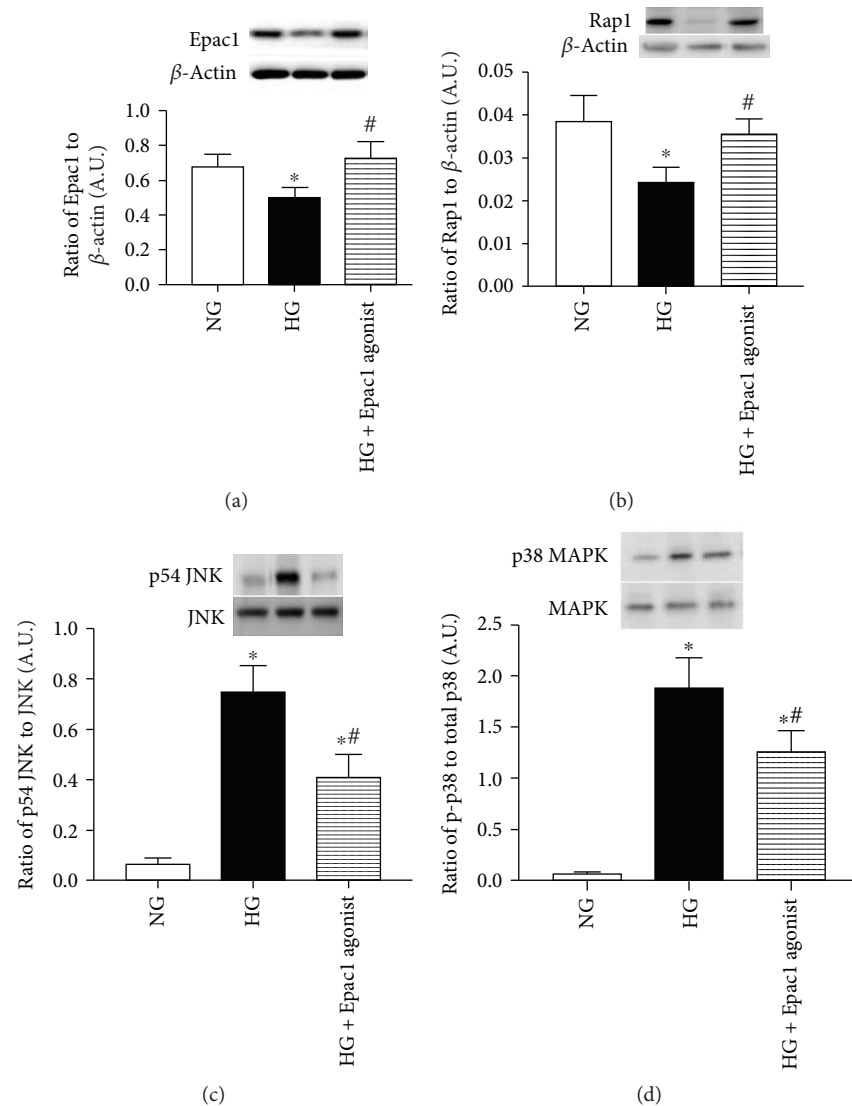 Epac1
β-Actin
Ratio of Epac1 to
β-actin (A.U.)
1.0
0.8
0.6
0.4
0.2
0.0
#
*
NG
HG
HG + Epac1 agonist
(a)
Rap1
β-Actin
Ratio of Rap1 to β-actin (A.U.)
0.05
0.04
0.03
0.02
0.01
0.00
#
*
NG
HG
HG + Epac1 agonist
(b)
p54 JNK
JNK
Ratio of p54 JNK to JNK (A.U.)
1.0
0.8
0.6
0.4
0.2
0.0
*
*#
NG
HG
HG + Epac1 agonist
(c)
p38 MAPK
MAPK
Ratio of p-p38 to total p38 (A.U.)
2.5
2.0
1.5
1.0
0.5
0.0
*
*#
NG
HG
HG + Epac1 agonist
(d)